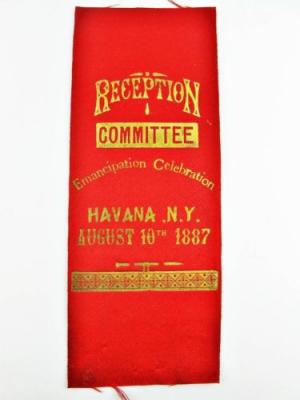 RECEPTION
COMMITTEE
Emancipation Celebration
HAVANA .N.Y.
AUGUST 10TH 1887